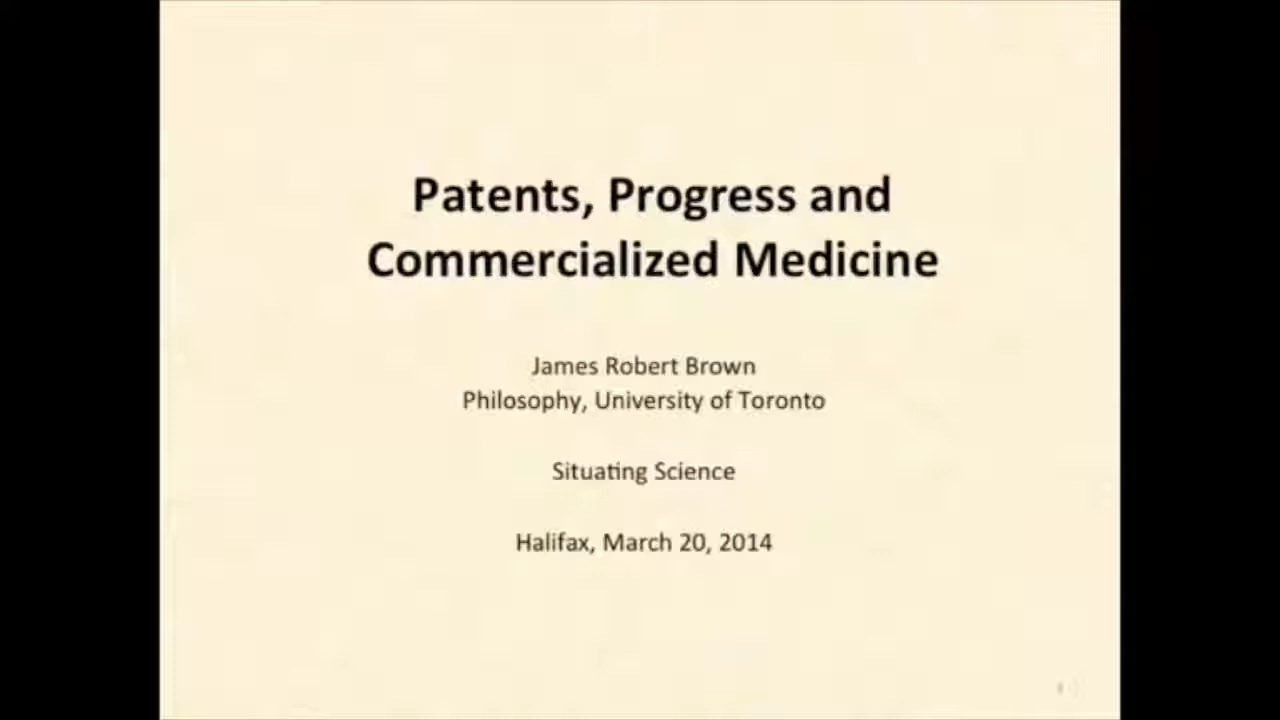 Patents, Progress and
Commercialized Medicine
James Robert Brown
Philosophy, University of Toronto
Situating Science
Halifax, March 20, 2014